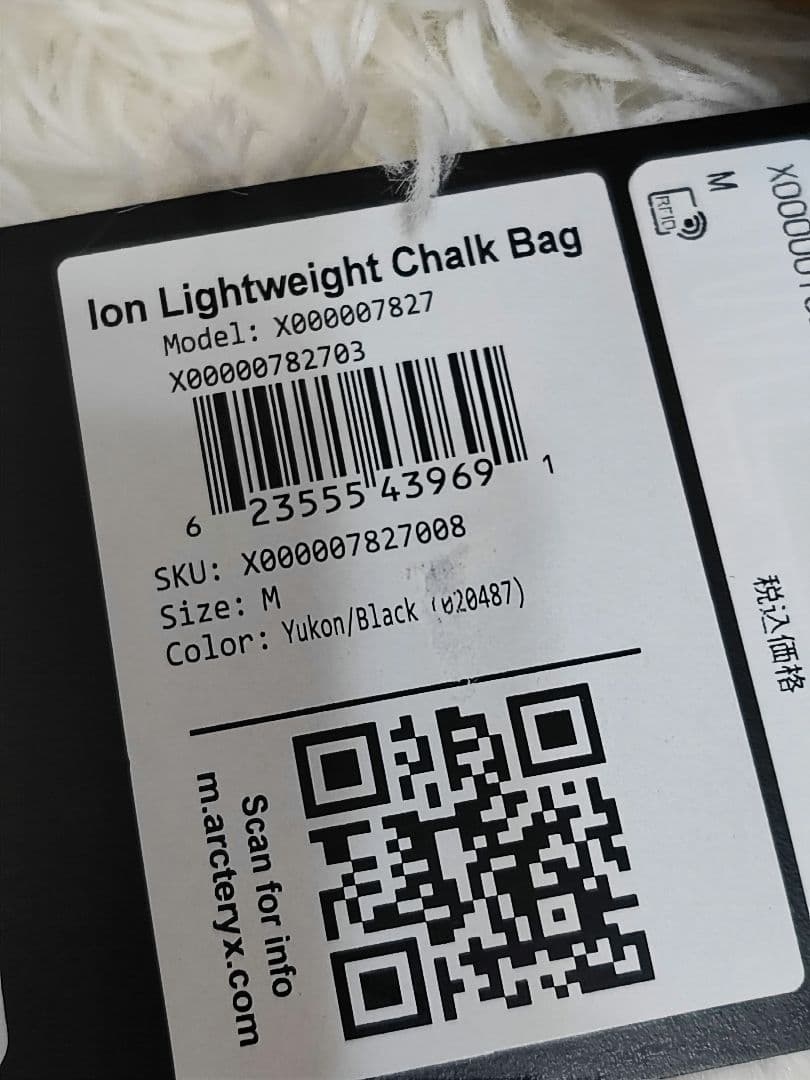 Ion Lightweight Chalk Bag
Model: X000007827
X00000782703
6 23555 43969 1
SKU: X000007827008
Size: M
Color: Yukon/Black (020487)
Scan for info
m.arcteryx.com
M
RFID
税込価格